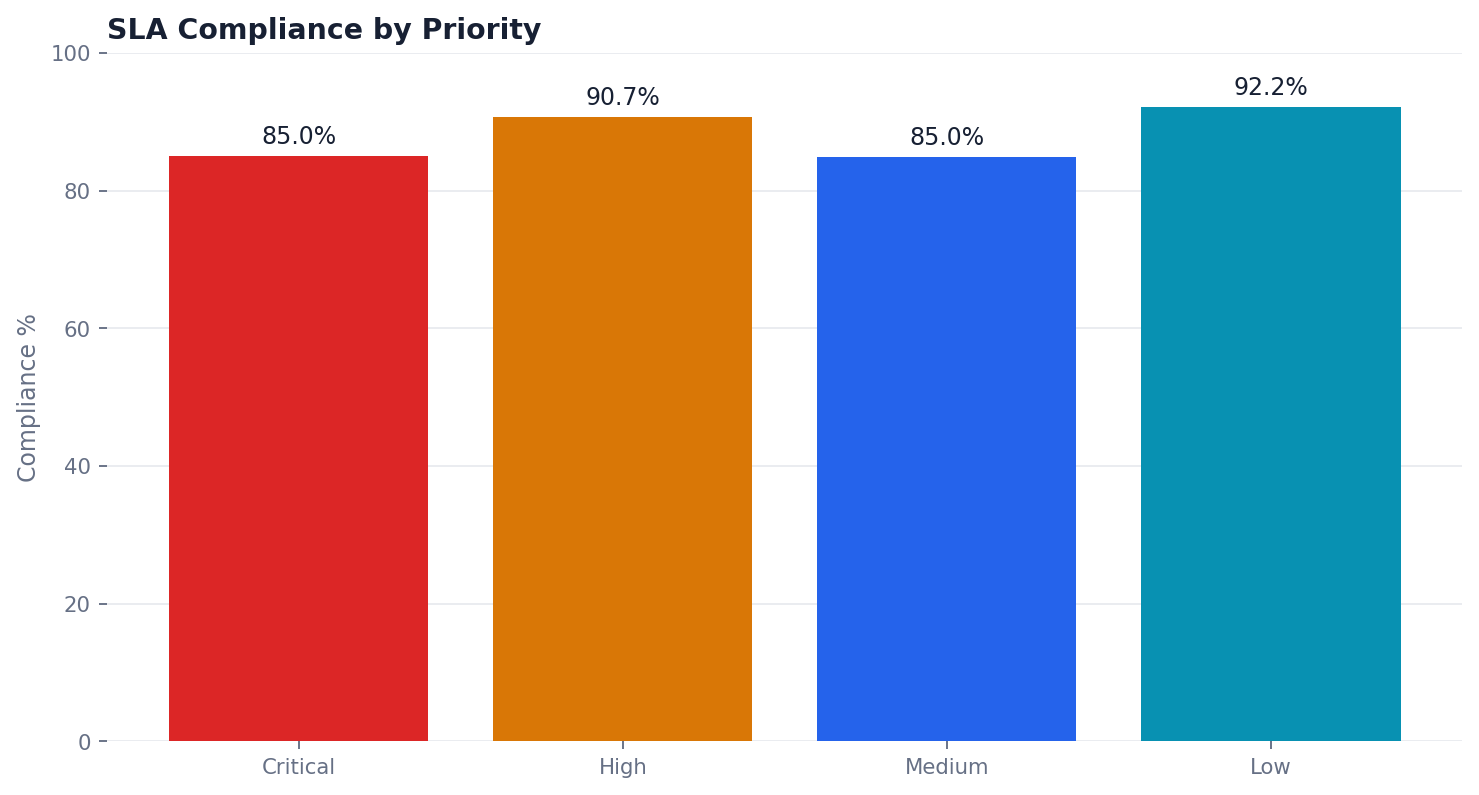 SLA Compliance by Priority
100
80
60
40
20
0
Compliance %
85.0%
90.7%
85.0%
92.2%
Critical
High
Medium
Low